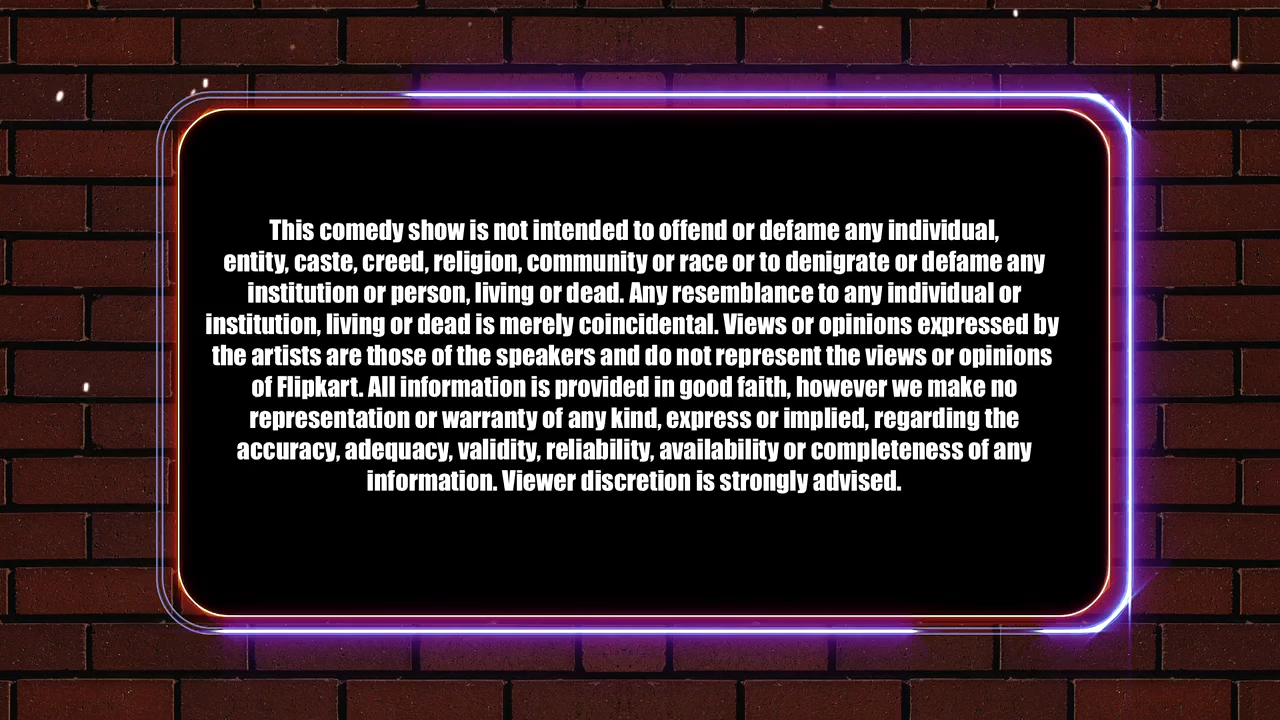 This comedy show is not intended to offend or defame any individual,
entity, caste, creed, religion, community or race or to denigrate or defame any
institution or person, living or dead. Any resemblance to any individual or
institution, living or dead is merely coincidental. Views or opinions expressed by
the artists are those of the speakers and do not represent the views or opinions
of Flipkart. All information is provided in good faith, however we make no
representation or warranty of any kind, express or implied, regarding the
accuracy, adequacy, validity, reliability, availability or completeness of any
information. Viewer discretion is strongly advised.